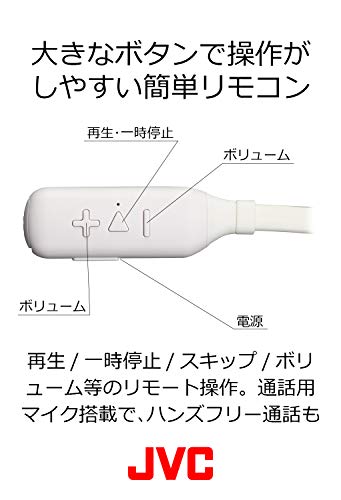 大きなボタンで操作が
しやすい簡単リモコン
再生・一時停止
ボリューム
ボリューム
電源
再生 / 一時停止 / スキップ / ボリ
ューム等のリモート操作。通話用
マイク搭載で、ハンズフリー通話も
JVC